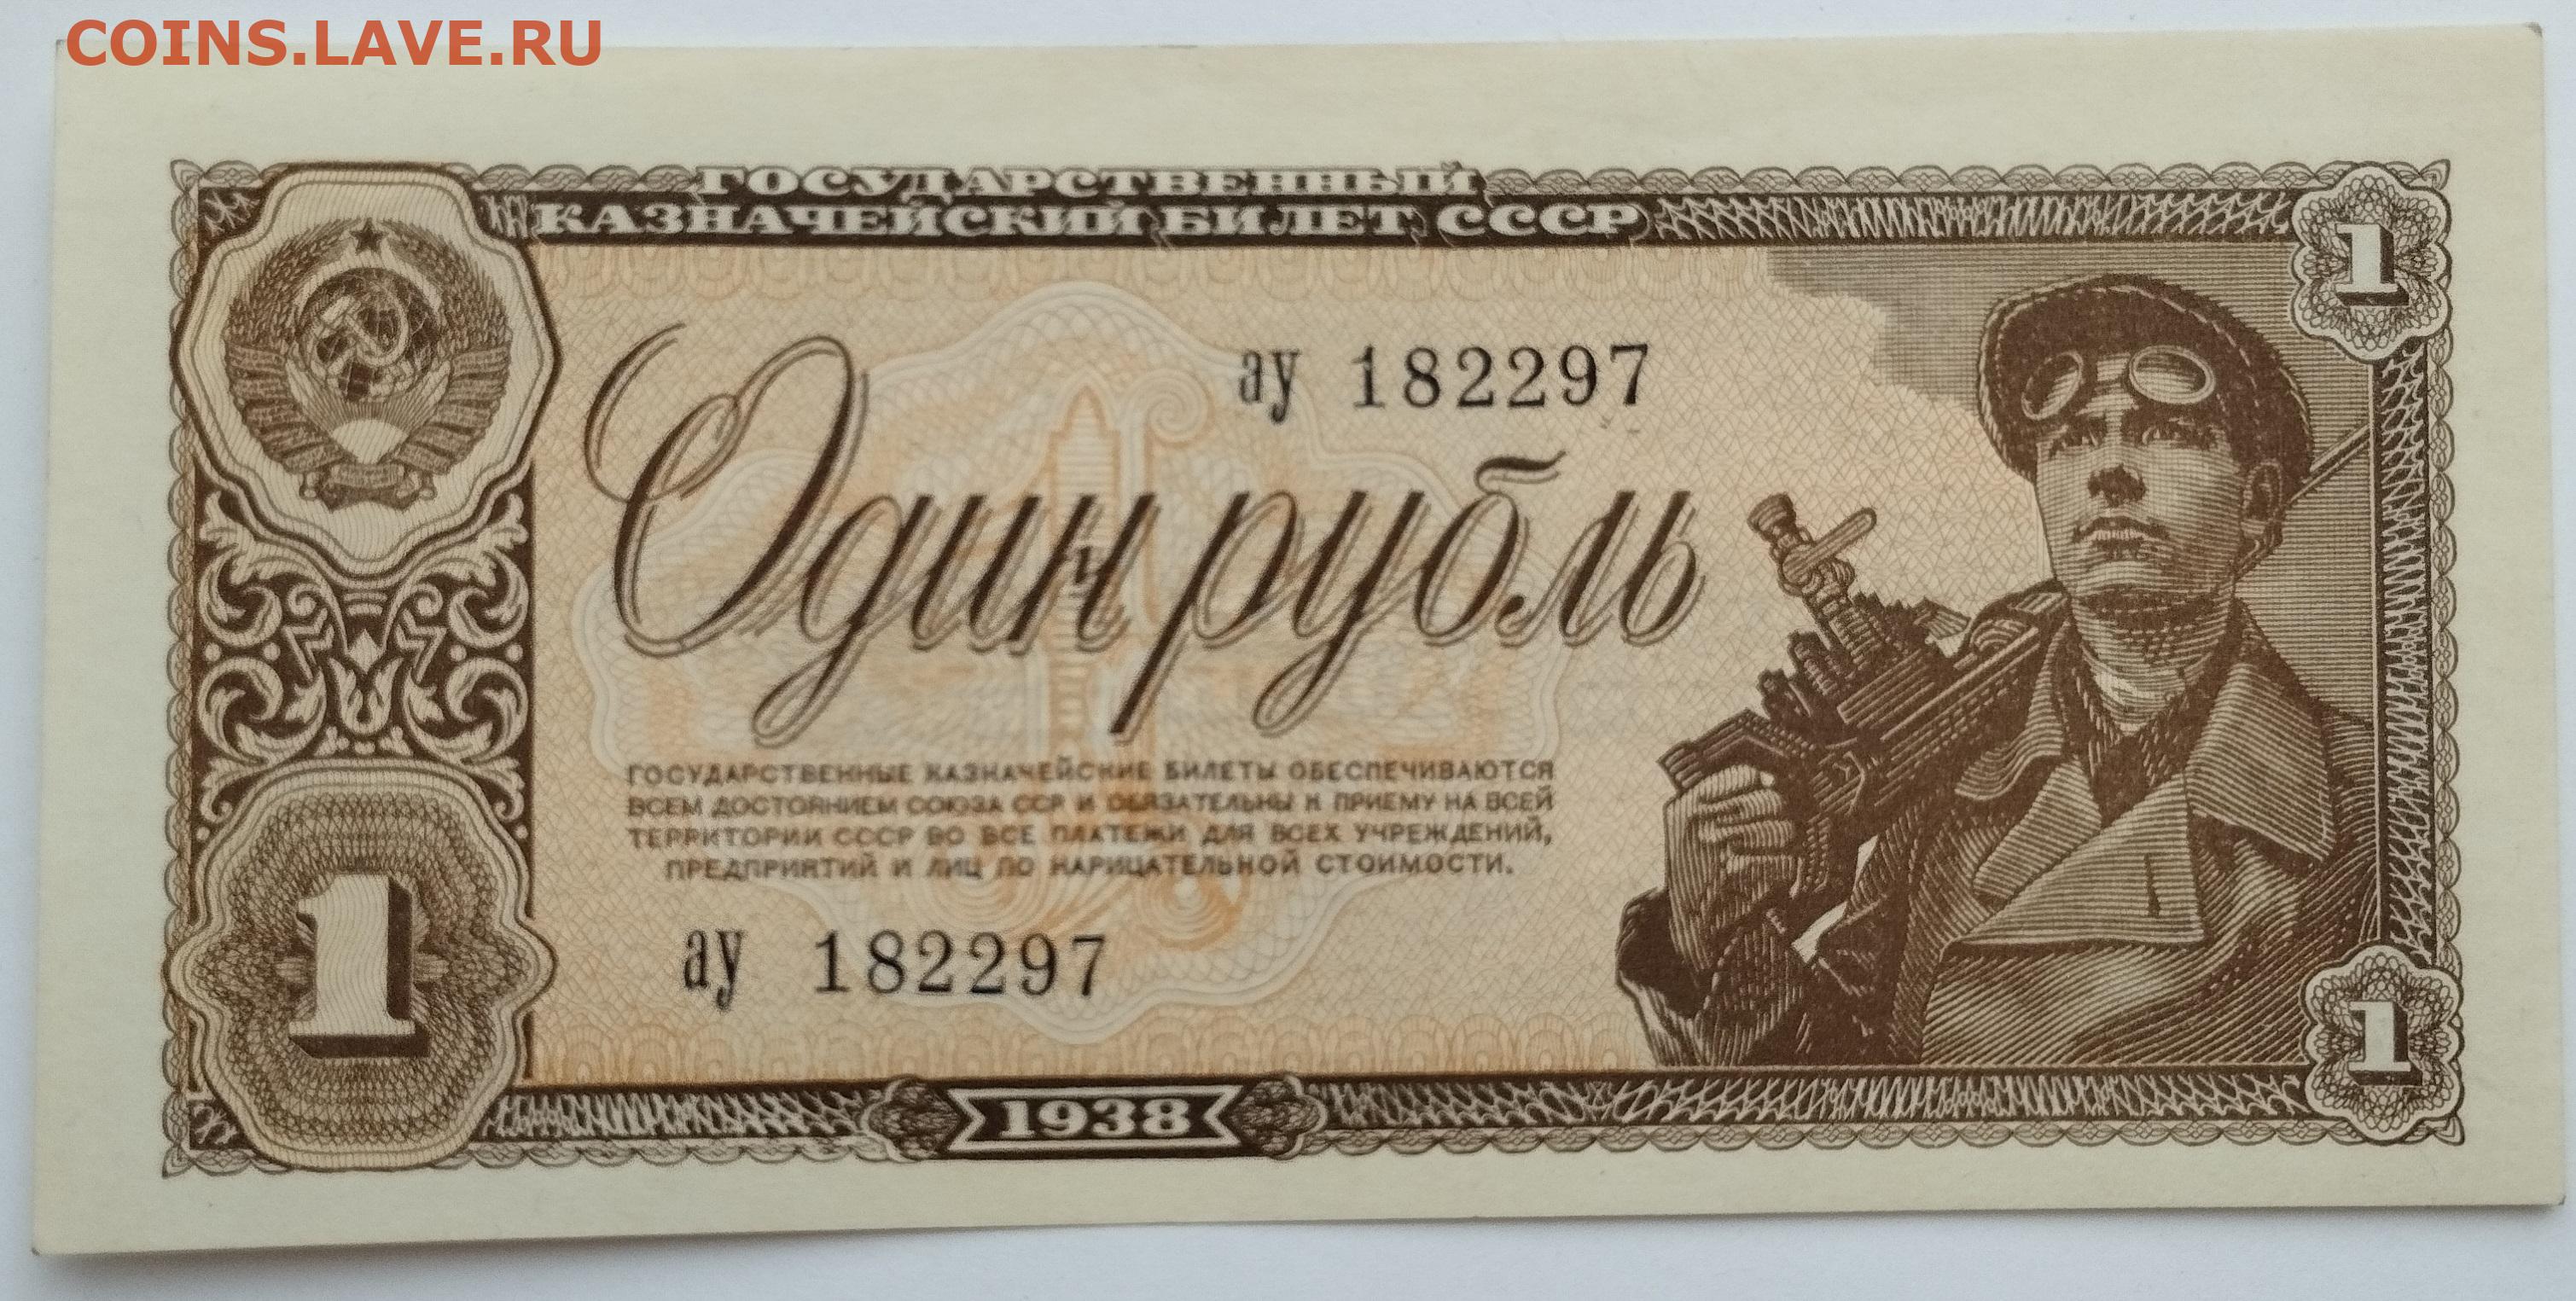 COINS.LAVE.RU
ГОСУДАРСТВЕННЫЙ
КАЗНАЧЕЙСКИЙ БИЛЕТ СССР
1
ау 182297
Один рубль
ГОСУДАРСТВЕННЫЕ КАЗНАЧЕЙСКИЕ БИЛЕТЫ ОБЕСПЕЧИВАЮТСЯ
ВСЕМ ДОСТОЯНИЕМ СОЮЗА ССР И ОБЯЗАТЕЛЬНЫ К ПРИЕМУ НА ВСЕЙ
ТЕРРИТОРИИ СССР ВО ВСЕ ПЛАТЕЖИ ДЛЯ ВСЕХ УЧРЕЖДЕНИЙ,
ПРЕДПРИЯТИЙ И ЛИЦ ПО НАРИЦАТЕЛЬНОЙ СТОИМОСТИ.
1
ау 182297
1
1938